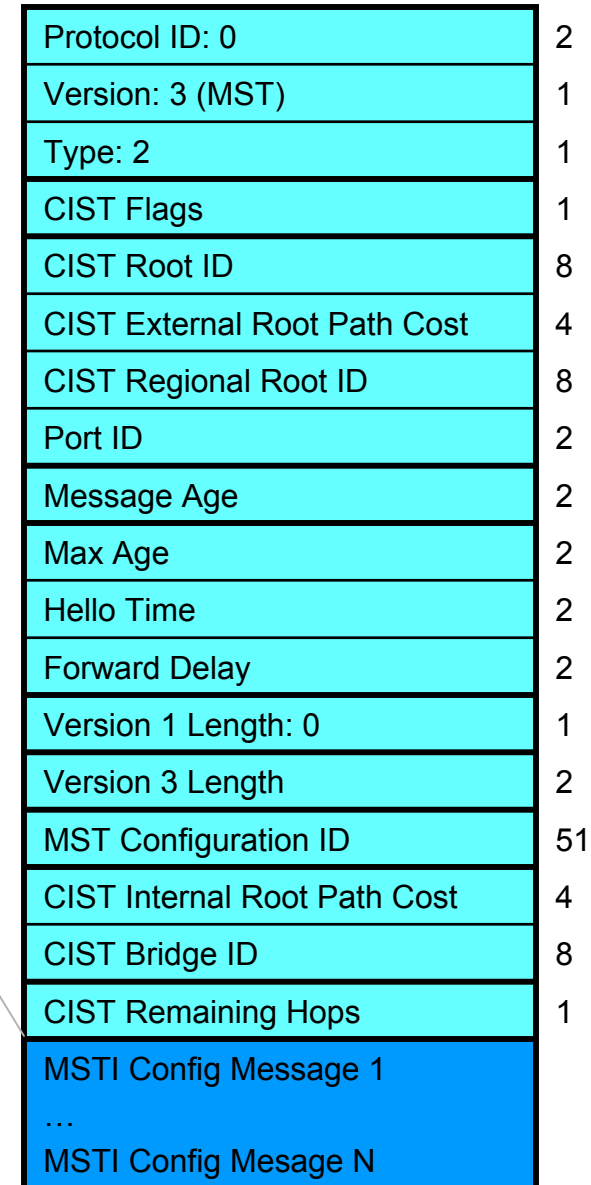 Protocol ID: 0 2
Version: 3 (MST) 1
Type: 2 1
CIST Flags 1
CIST Root ID 8
CIST External Root Path Cost 4
CIST Regional Root ID 8
Port ID 2
Message Age 2
Max Age 2
Hello Time 2
Forward Delay 2
Version 1 Length: 0 1
Version 3 Length 2
MST Configuration ID 51
CIST Internal Root Path Cost 4
CIST Bridge ID 8
CIST Remaining Hops 1
MSTI Config Message 1
…
MSTI Config Mesage N